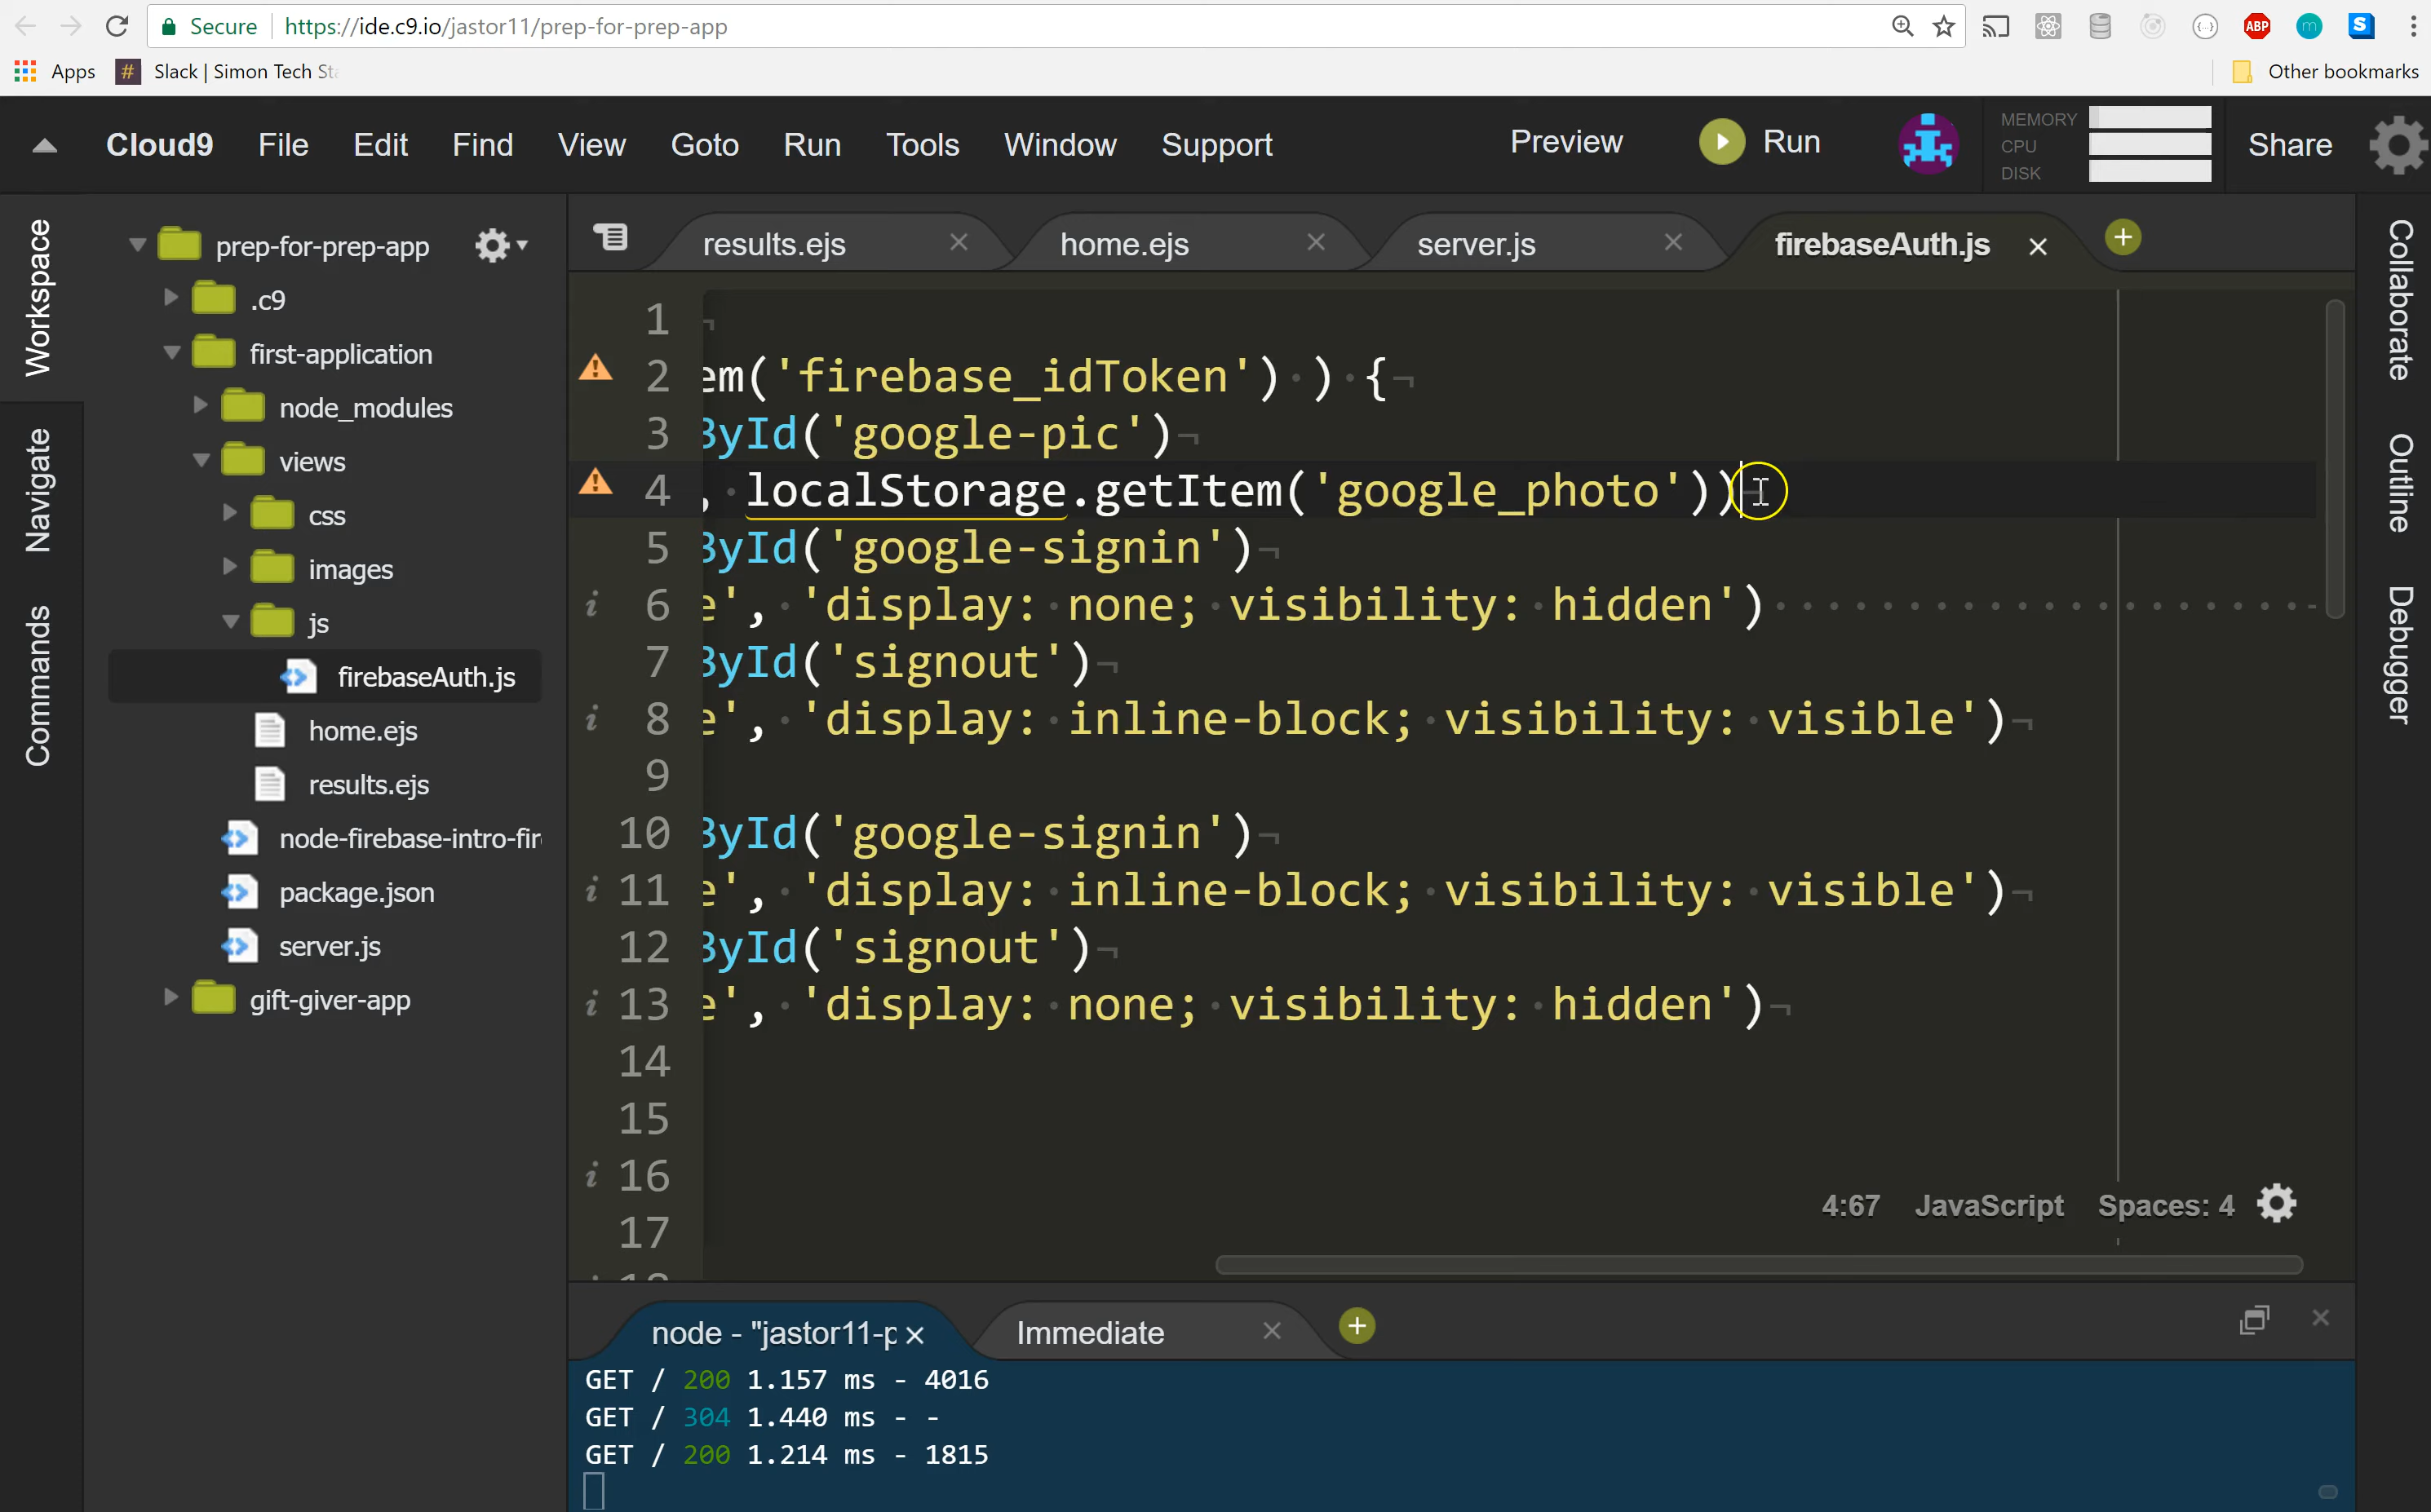 Secure https://ide.c9.io/jastor11/prep-for-prep-app
Apps # Slack | Simon Tech
Other bookmarks
ABP
m
S
Cloud9 File Edit Find View Goto Run Tools Window Support
Preview Run
MEMORY
CPU
DISK
Share
Workspace
Navigate
Commands
prep-for-prep-app
.c9
first-application
node_modules
views
css
images
js
firebaseAuth.js
home.ejs
results.ejs
node-firebase-intro-fir
package.json
server.js
gift-giver-app
results.ejs home.ejs server.js firebaseAuth.js
1 ¬
2 em('firebase_idToken') ) {¬
3 ById('google-pic')¬
4 , localStorage.getItem('google_photo'))¬
5 ById('google-signin')¬
6 e', 'display: none; visibility: hidden')
7 ById('signout')¬
8 e', 'display: inline-block; visibility: visible')¬
9
10 ById('google-signin')¬
11 e', 'display: inline-block; visibility: visible')¬
12 ById('signout')¬
13 e', 'display: none; visibility: hidden')¬
14
15
16
17
4:67 JavaScript Spaces: 4
Collaborate
Outline
Debugger
node - "jastor11-p Immediate
GET / 200 1.157 ms - 4016
GET / 304 1.440 ms - -
GET / 200 1.214 ms - 1815